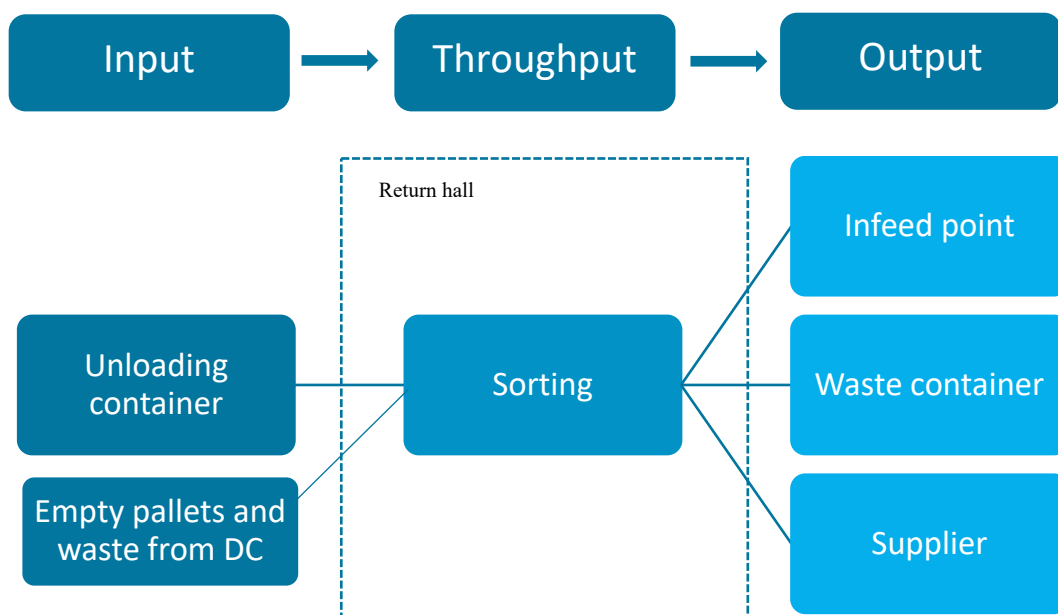 Input
Throughput
Output
Return hall
Infeed point
Unloading
container
Sorting
Waste container
Empty pallets and
waste from DC
Supplier